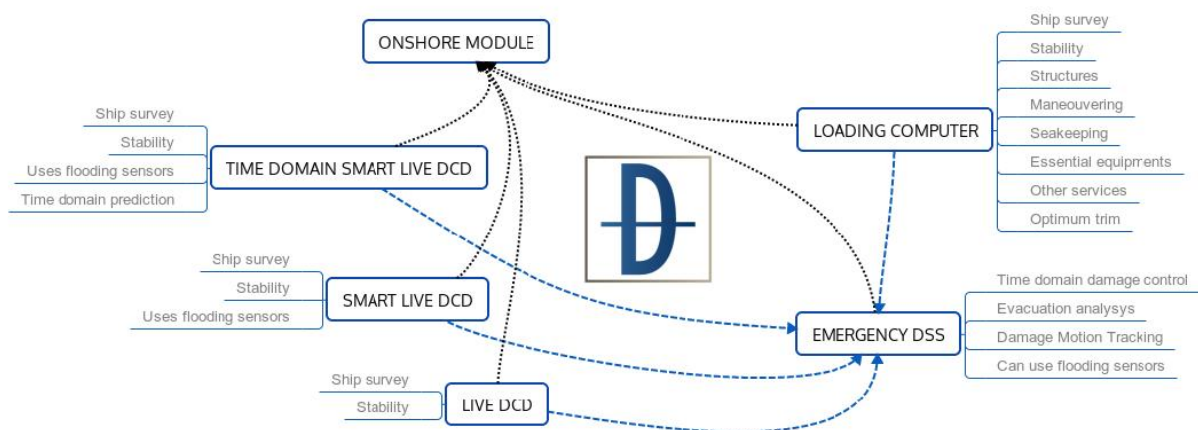 ONSHORE MODULE
Ship survey
Stability
Structures
Maneouvering
Seakeeping
Essential equipments
Other services
Optimum trim
LOADING COMPUTER
Ship survey
Stability
Uses flooding sensors
Time domain prediction
TIME DOMAIN SMART LIVE DCD
D
Ship survey
Stability
Uses flooding sensors
SMART LIVE DCD
Time domain damage control
Evacuation analysys
Damage Motion Tracking
Can use flooding sensors
EMERGENCY DSS
Ship survey
Stability
LIVE DCD